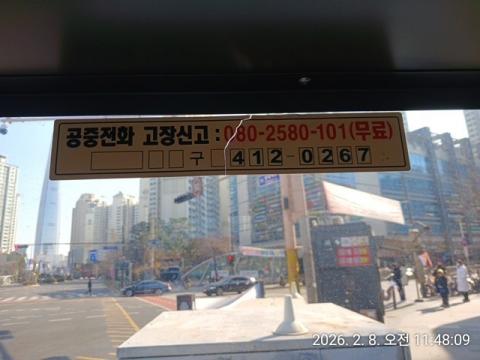 공중전화 고장신고 : 080-2580-101(무료)
구 412-0267
2026. 2. 8. 오전 11:48:09